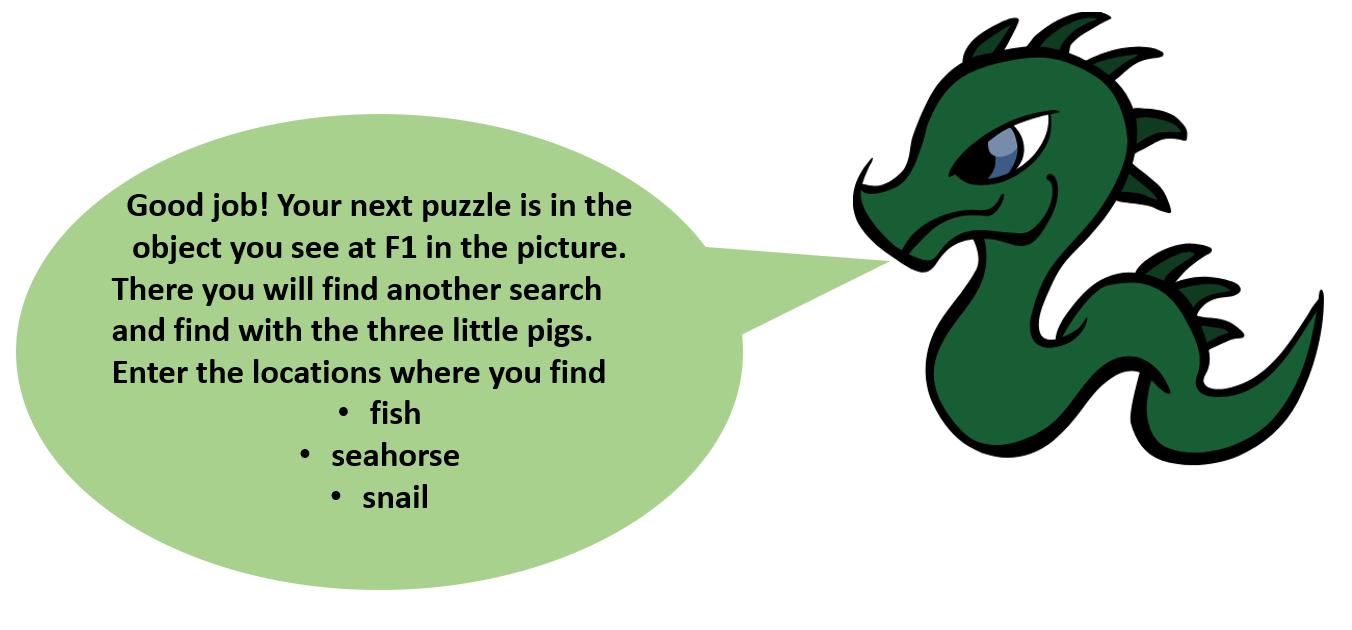 Good job! Your next puzzle is in the
object you see at F1 in the picture.
There you will find another search
and find with the three little pigs.
Enter the locations where you find
• fish
• seahorse
• snail